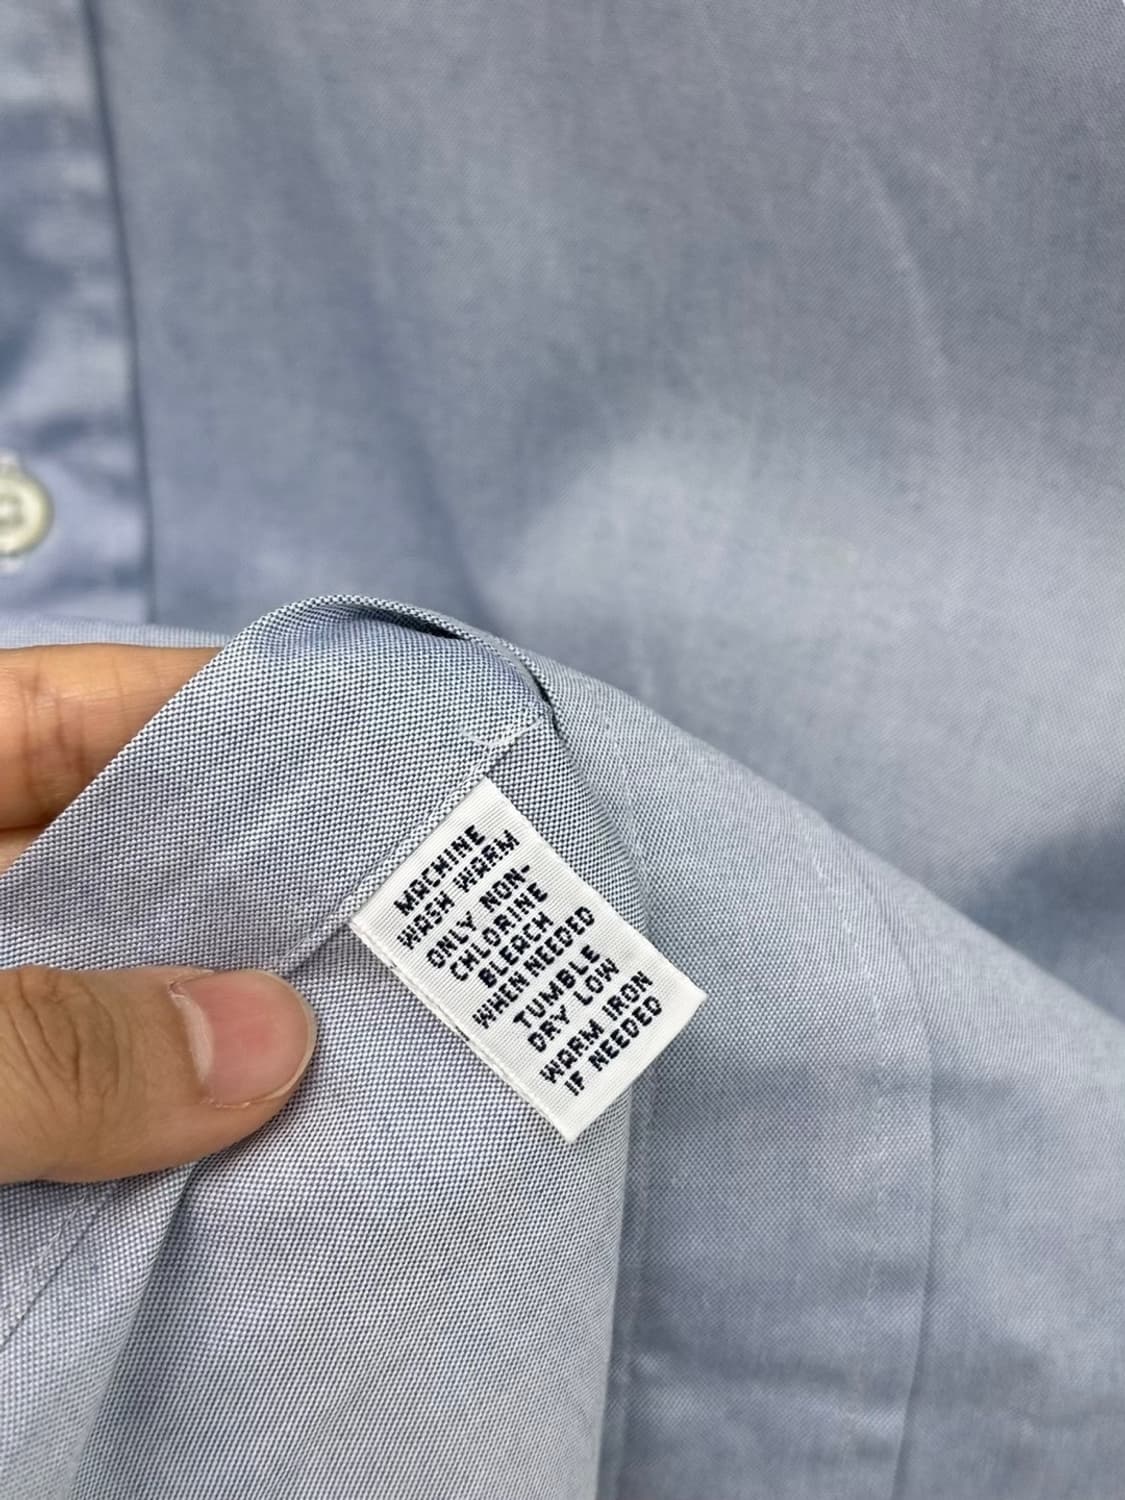 MACHINE
WASH WARM
ONLY NON-
CHLORINE
BLEACH
WHEN NEEDED
TUMBLE
DRY LOW
WARM IRON
IF NEEDED